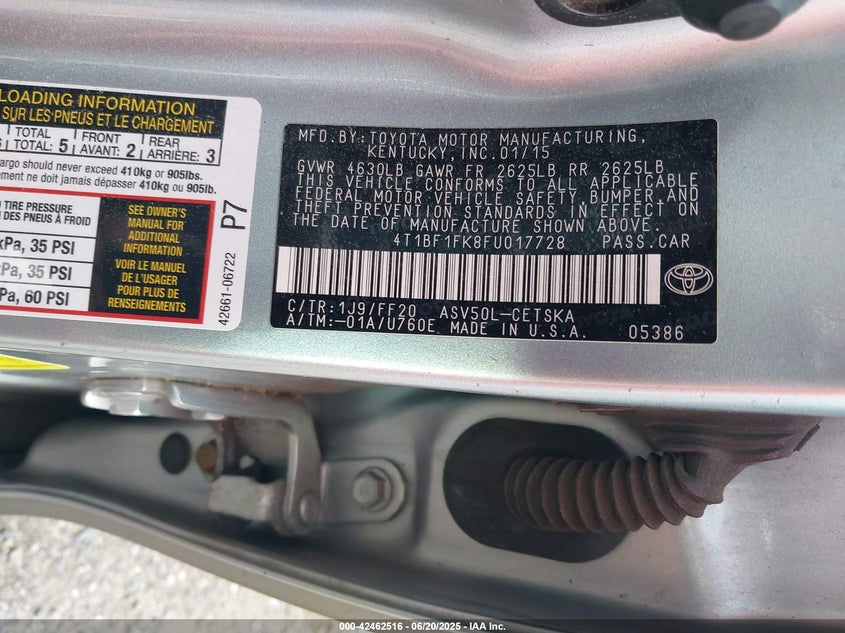 LOADING INFORMATION
SUR LES PNEUS ET LE CHARGEMENT
TOTAL
TOTAL: 5
FRONT
AVANT: 2
REAR
ARRIÈRE: 3
cargo should never exceed 410kg or 905lbs.
ne doit jamais dépasser 410kg ou 905lb.
TIRE PRESSURE
DES PNEUS À FROID
kPa, 35 PSI
kPa, 35 PSI
kPa, 60 PSI
SEE OWNER'S
MANUAL FOR
ADDITIONAL
INFORMATION
VOIR LE MANUEL
DE L'USAGER
POUR PLUS DE
RENSEIGNEMENTS
P7
42661-06722
MFD. BY: TOYOTA MOTOR MANUFACTURING,
KENTUCKY, INC. 01/15
GVWR 4630LB GAWR FR 2625LB RR 2625LB
THIS VEHICLE CONFORMS TO ALL APPLICABLE
FEDERAL MOTOR VEHICLE SAFETY, BUMPER, AND
THEFT PREVENTION STANDARDS IN EFFECT ON
THE DATE OF MANUFACTURE SHOWN ABOVE.
4T1BF1FK8FU017728 PASS. CAR
C/TR: 1J9/FF20 ASV50L-CETSKA
A/TM: -01A/U760E, MADE IN U.S.A. 05386
000-42462516 - 06/20/2025 - IAA Inc.